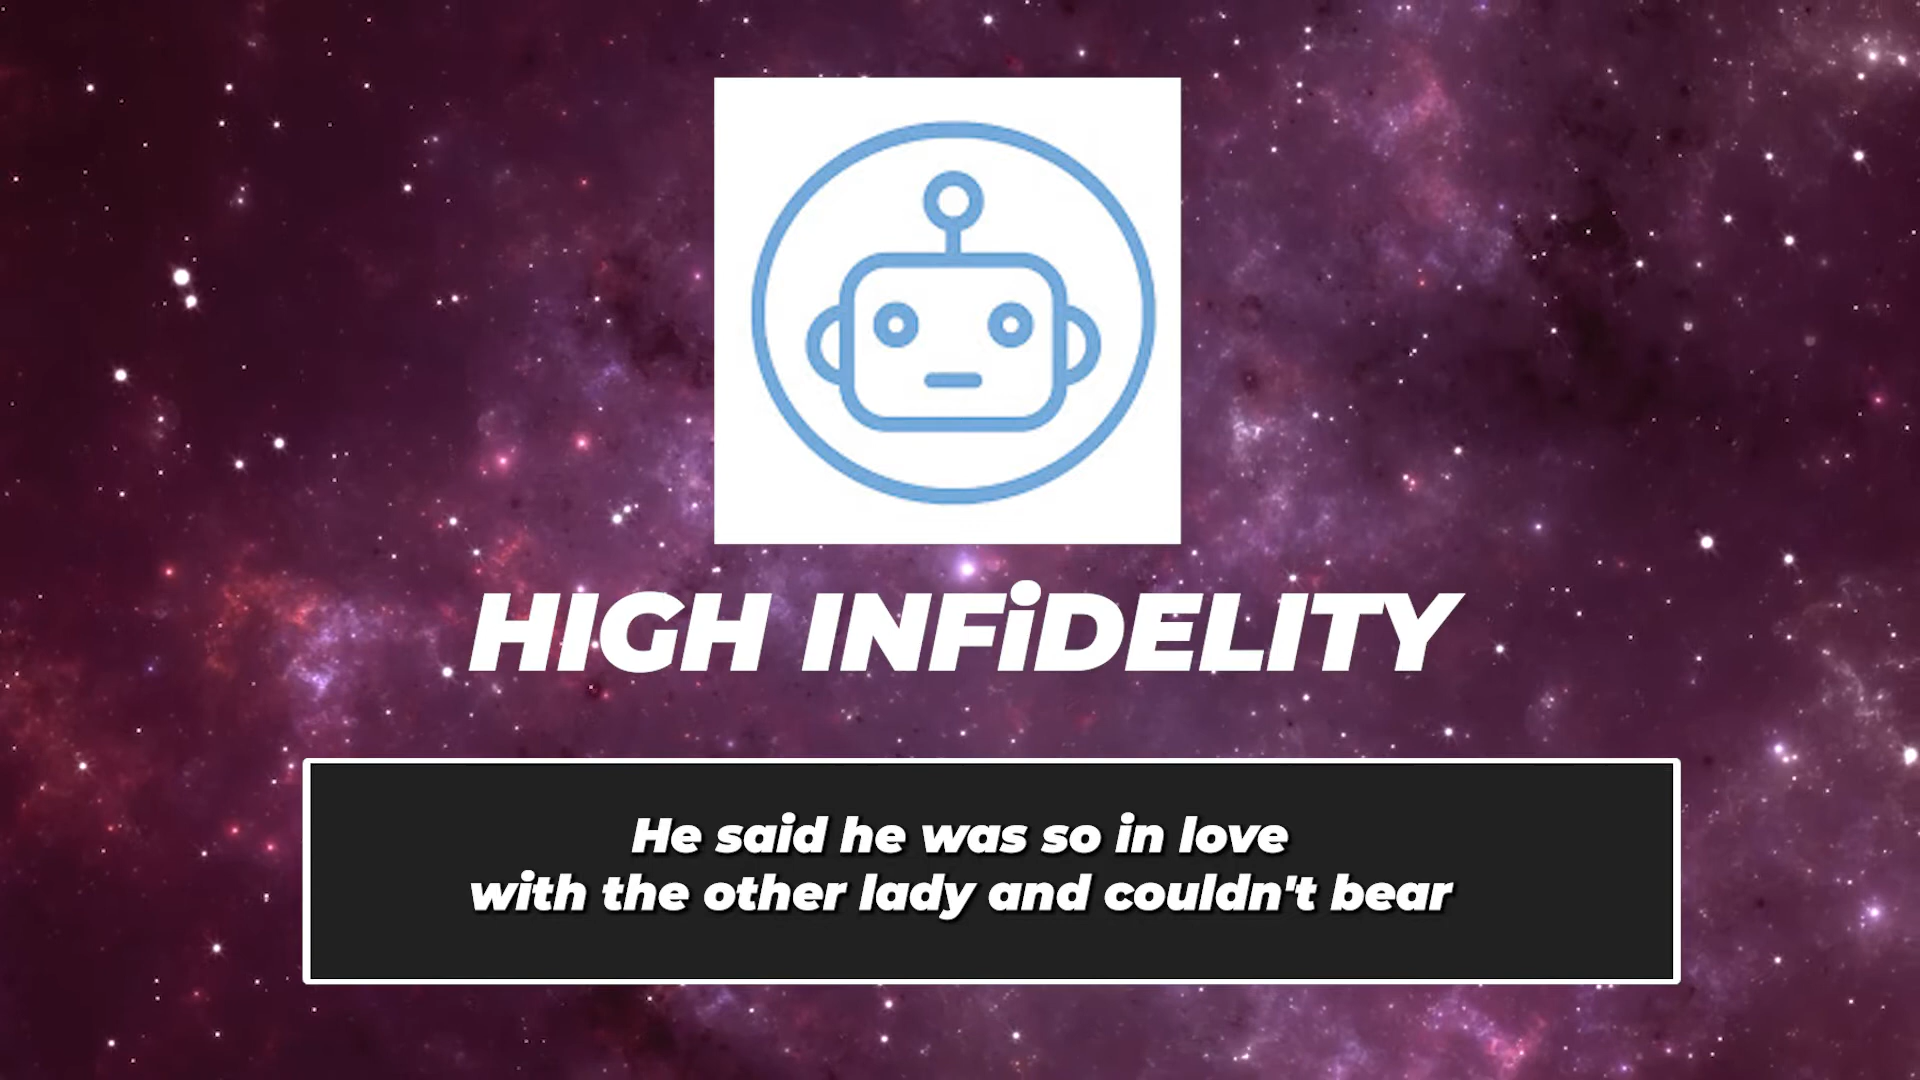 HIGH INFiDELITY
He said he was so in love
with the other lady and couldn't bear